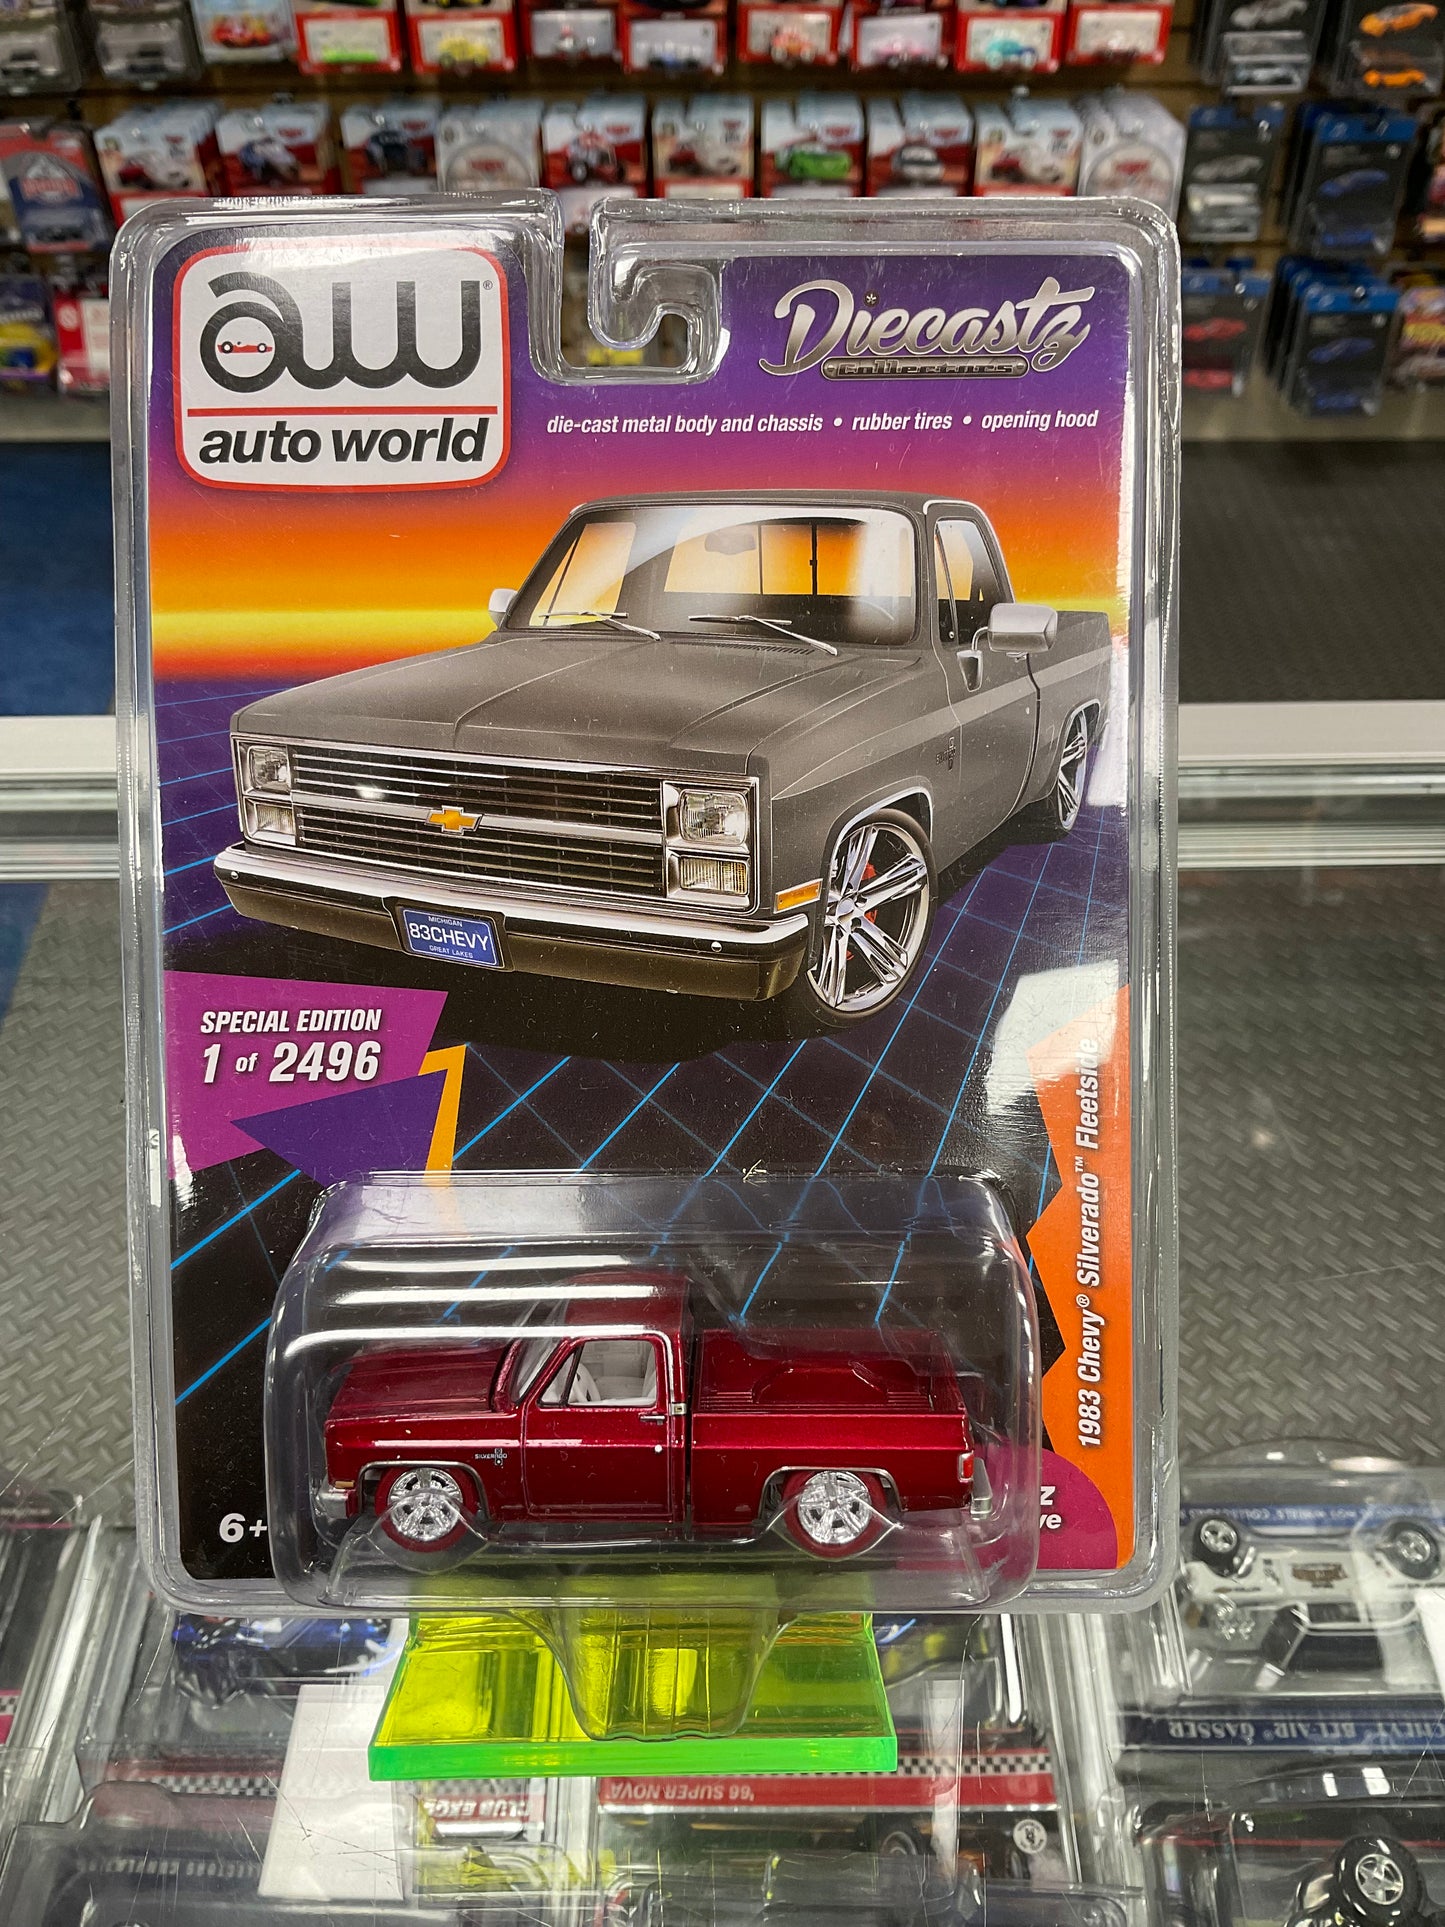 aw®
auto world
Diecastz
collectibles
die-cast metal body and chassis • rubber tires • opening hood
SILVERADO
MICHIGAN
83CHEVY
GREAT LAKES
SPECIAL EDITION
1 of 2496
1983 Chevy® Silverado™ Fleetside
SILVERADO
6+
'66 SUPER NOVA
CHEVY BEL AIR® GASSER